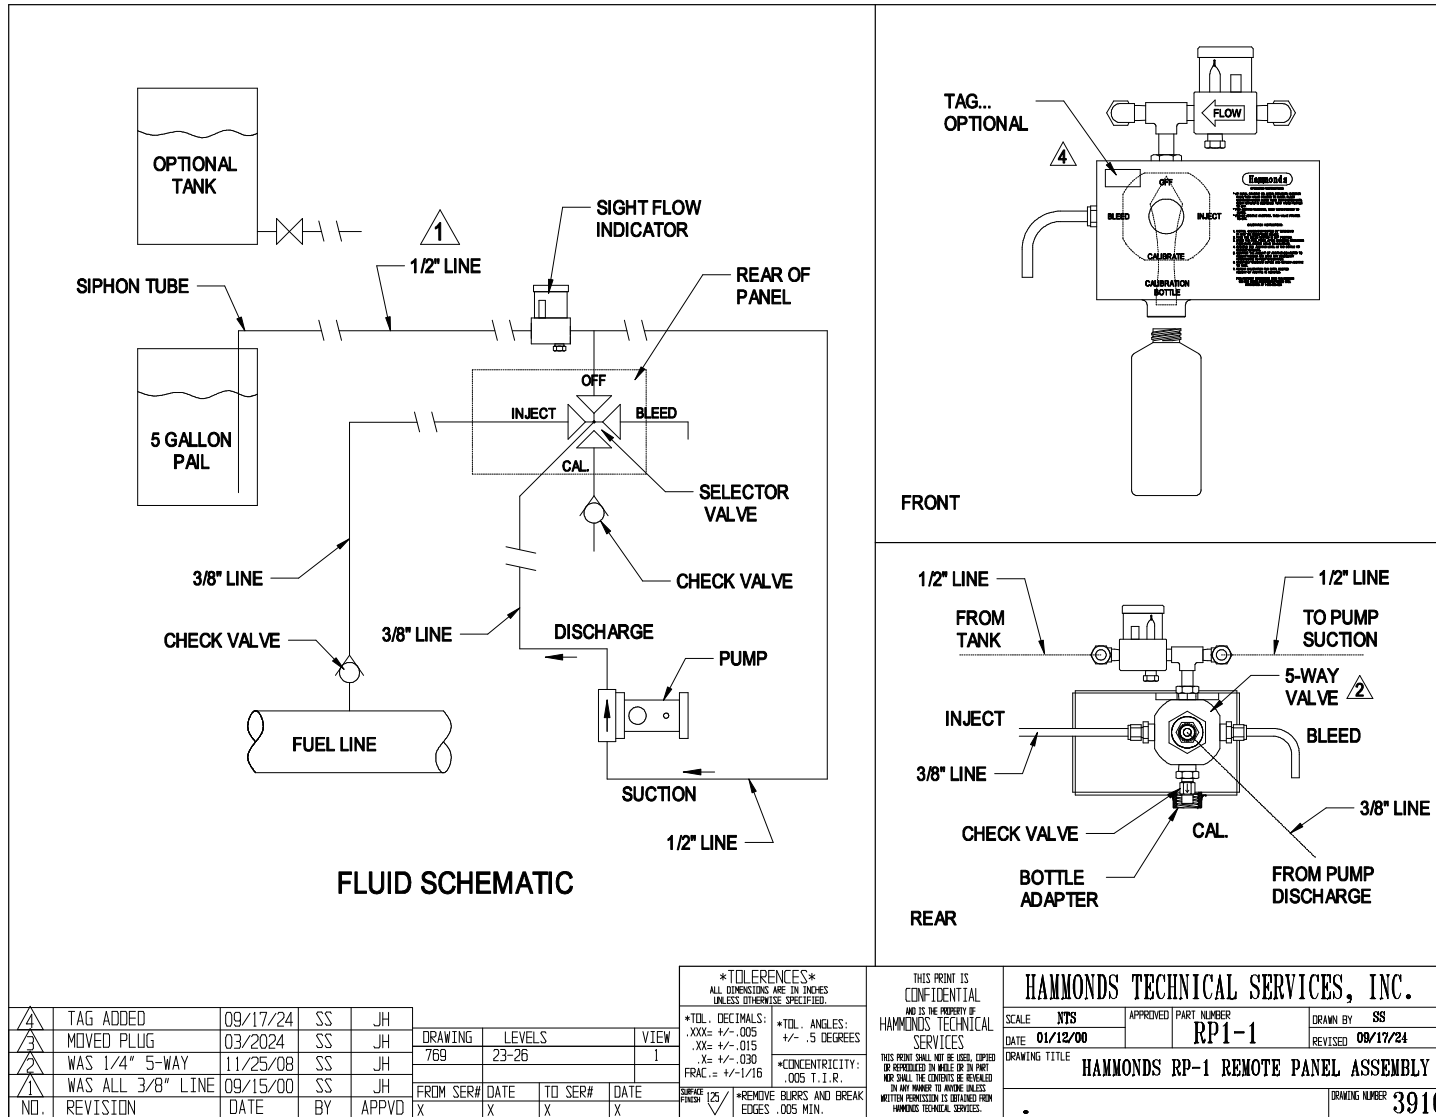 OPTIONAL
TANK
1
SIGHT FLOW
INDICATOR
1/2" LINE
SIPHON TUBE
REAR OF
PANEL
OFF
INJECT
BLEED
5 GALLON
PAIL
CAL.
SELECTOR
VALVE
3/8" LINE
CHECK VALVE
3/8" LINE
DISCHARGE
CHECK VALVE
PUMP
FUEL LINE
SUCTION
1/2" LINE
FLUID SCHEMATIC
TAG...
OPTIONAL
4
FLOW
OFF
Hammonds
BLEED
INJECT
CALIBRATE
CALIBRATION
BOTTLE
FRONT
1/2" LINE
1/2" LINE
FROM
TANK
TO PUMP
SUCTION
5-WAY
VALVE
2
INJECT
BLEED
3/8" LINE
3/8" LINE
CHECK VALVE
CAL.
BOTTLE
ADAPTER
FROM PUMP
DISCHARGE
REAR
4 TAG ADDED 09/17/24 SS JH
3 MOVED PLUG 03/2024 SS JH
2 WAS 1/4" 5-WAY 11/25/08 SS JH
1 WAS ALL 3/8" LINE 09/15/00 SS JH
NO. REVISION DATE BY APPVD
DRAWING LEVELS VIEW
769 23-26 1
FROM SER# DATE TO SER# DATE
X X X X
*TOLERENCES*
ALL DIMENSIONS ARE IN INCHES
UNLESS OTHERWISE SPECIFIED.
*TOL. DECIMALS:
.XXX= +/-.005
.XX= +/-.015
.X= +/-.030
FRAC.= +/-1/16
*TOL. ANGLES:
+/- .5 DEGREES
*CONCENTRICITY:
.005 T.I.R.
SURFACE
FINISH 125
*REMOVE BURRS AND BREAK
EDGES .005 MIN.
THIS PRINT IS
CONFIDENTIAL
AND IS THE PROPERTY OF
HAMMONDS TECHNICAL
SERVICES
THIS PRINT SHALL NOT BE USED, COPIED
OR REPRODUCED IN WHOLE OR IN PART
NOR SHALL THE CONTENTS BE REVEALED
IN ANY MANNER TO ANYONE UNLESS
WRITTEN PERMISSION IS OBTAINED FROM
HAMMONDS TECHNICAL SERVICES.
HAMMONDS TECHNICAL SERVICES, INC.
SCALE NTS
APPROVED
PART NUMBER
RP1-1
DRAWN BY SS
DATE 01/12/00
REVISED 09/17/24
DRAWING TITLE
HAMMONDS RP-1 REMOTE PANEL ASSEMBLY
DRAWING NUMBER